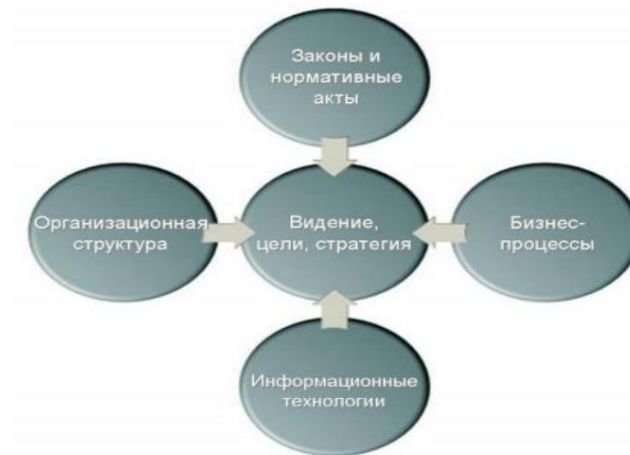 Законы и
нормативные
акты
Организационная
структура
Видение,
цели, стратегия
Бизнес-
процессы
Информационные
технологии